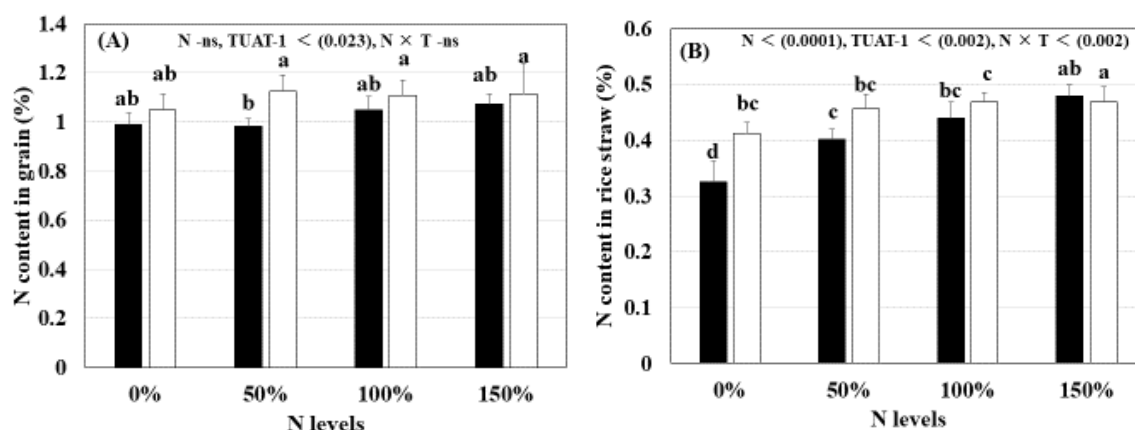 (A)
N -ns, TUAT-1 < (0.023), N × T -ns
N content in grain (%)
1.4
1.2
1
0.8
0.6
0.4
0.2
0
ab ab b a ab a ab a
0% 50% 100% 150%
N levels
(B)
N < (0.0001), TUAT-1 < (0.002), N × T < (0.002)
N content in rice straw (%)
0.6
0.5
0.4
0.3
0.2
0.1
0
d bc c bc bc c ab a
0% 50% 100% 150%
N levels